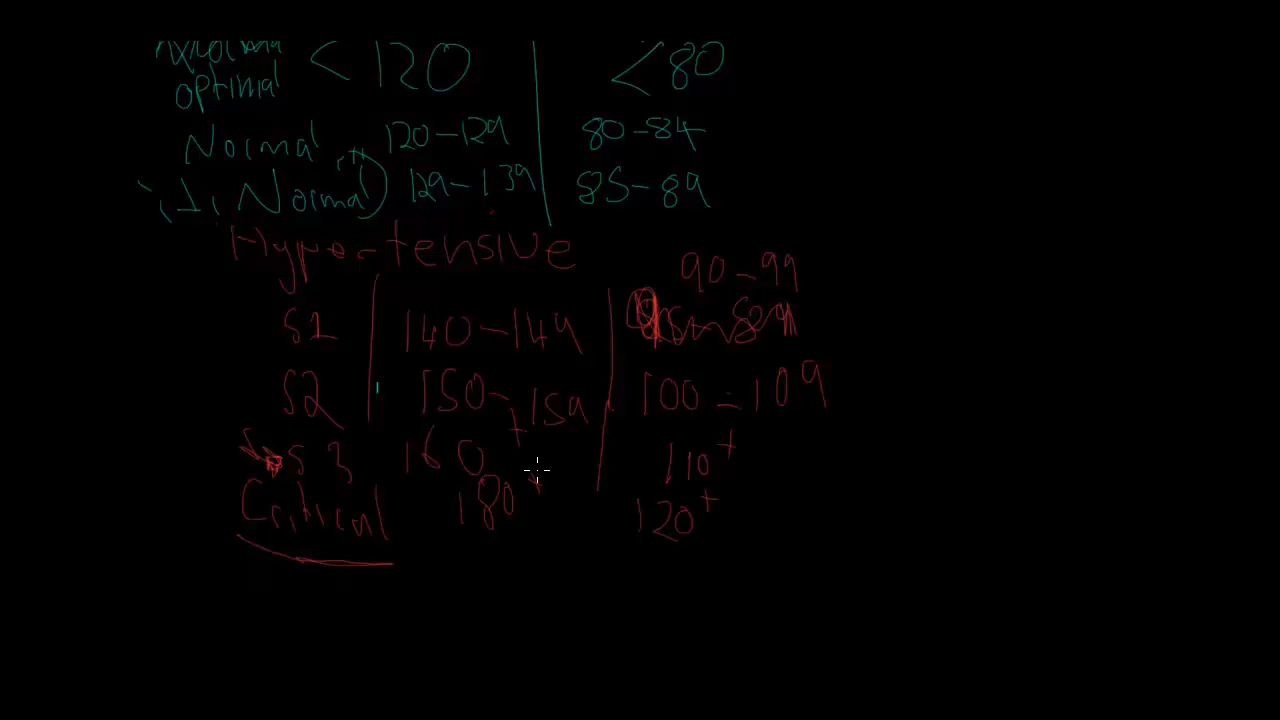 optimal <120 <80
Normal 120-129 80-84
Normal) 129-139 85-89
Hypertensive
90-99
S1 140-149
S2 150-159 100-109
S3 160+ 110+
Critical 180+ 120+